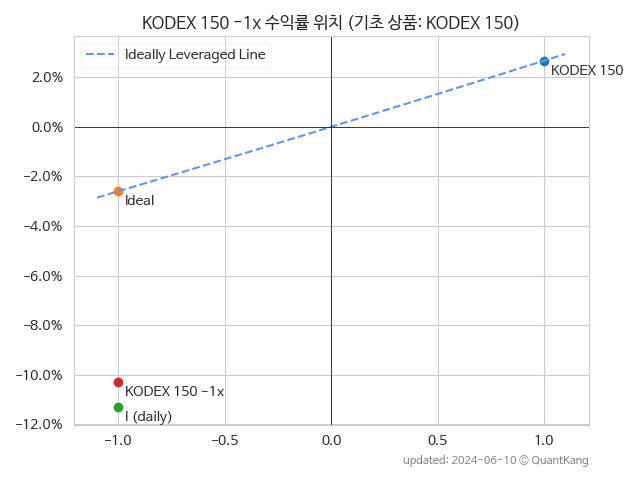 KODEX 150 -1x 수익률 위치 (기초 상품: KODEX 150)
Ideally Leveraged Line
2.0%
0.0%
-2.0%
-4.0%
-6.0%
-8.0%
-10.0%
-12.0%
KODEX 150
Ideal
KODEX 150 -1x
I (daily)
-1.0 -0.5 0.0 0.5 1.0
updated: 2024-06-10 © QuantKang